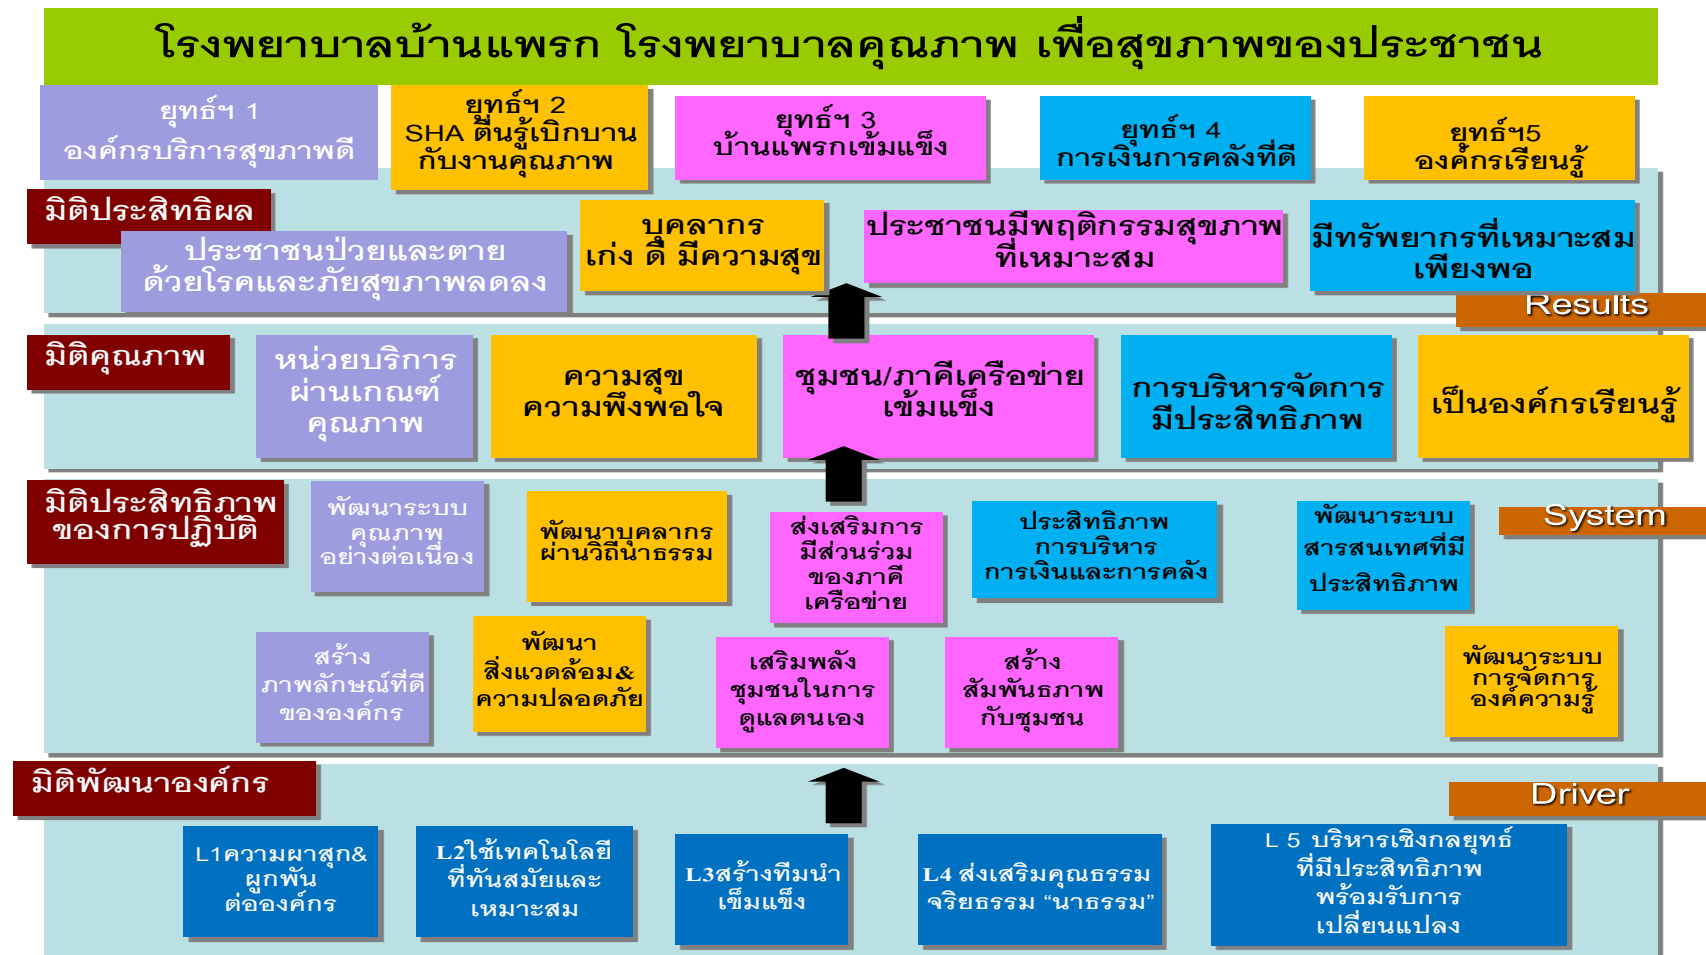 โรงพยาบาลบ้านแพรก โรงพยาบาลคุณภาพ เพื่อสุขภาพของประชาชน
ยุทธ์ฯ 1
องค์กรบริการสุขภาพดี
ยุทธ์ฯ 2
SHA ตื่นรู้เบิกบาน
กับงานคุณภาพ
ยุทธ์ฯ 3
บ้านแพรกเข้มแข็ง
ยุทธ์ฯ 4
การเงินการคลังที่ดี
ยุทธ์ฯ5
องค์กรเรียนรู้
มิติประสิทธิผล
ประชาชนป่วยและตาย
ด้วยโรคและภัยสุขภาพลดลง
บุคลากร
เก่ง ดี มีความสุข
ประชาชนมีพฤติกรรมสุขภาพ
ที่เหมาะสม
มีทรัพยากรที่เหมาะสม
เพียงพอ
Results
มิติคุณภาพ
หน่วยบริการ
ผ่านเกณฑ์
คุณภาพ
ความสุข
ความพึงพอใจ
ชุมชน/ภาคีเครือข่าย
เข้มแข็ง
การบริหารจัดการ
มีประสิทธิภาพ
เป็นองค์กรเรียนรู้
มิติประสิทธิภาพ
ของการปฏิบัติ
พัฒนาระบบ
คุณภาพ
อย่างต่อเนื่อง
พัฒนาบุคลากร
ผ่านวิถีนาธรรม
ส่งเสริมการ
มีส่วนร่วม
ของภาคี
เครือข่าย
ประสิทธิภาพ
การบริหาร
การเงินและการคลัง
พัฒนาระบบ
สารสนเทศที่มี
ประสิทธิภาพ
System
สร้าง
ภาพลักษณ์ที่ดี
ขององค์กร
พัฒนา
สิ่งแวดล้อม&
ความปลอดภัย
เสริมพลัง
ชุมชนในการ
ดูแลตนเอง
สร้าง
สัมพันธภาพ
กับชุมชน
พัฒนาระบบ
การจัดการ
องค์ความรู้
มิติพัฒนาองค์กร
Driver
L1ความผาสุก&
ผูกพัน
ต่อองค์กร
L2ใช้เทคโนโลยี
ที่ทันสมัยและ
เหมาะสม
L3สร้างทีมนำ
เข็มแข็ง
L4 ส่งเสริมคุณธรรม
จริยธรรม “นาธรรม”
L 5 บริหารเชิงกลยุทธ์
ที่มีประสิทธิภาพ
พร้อมรับการ
เปลี่ยนแปลง